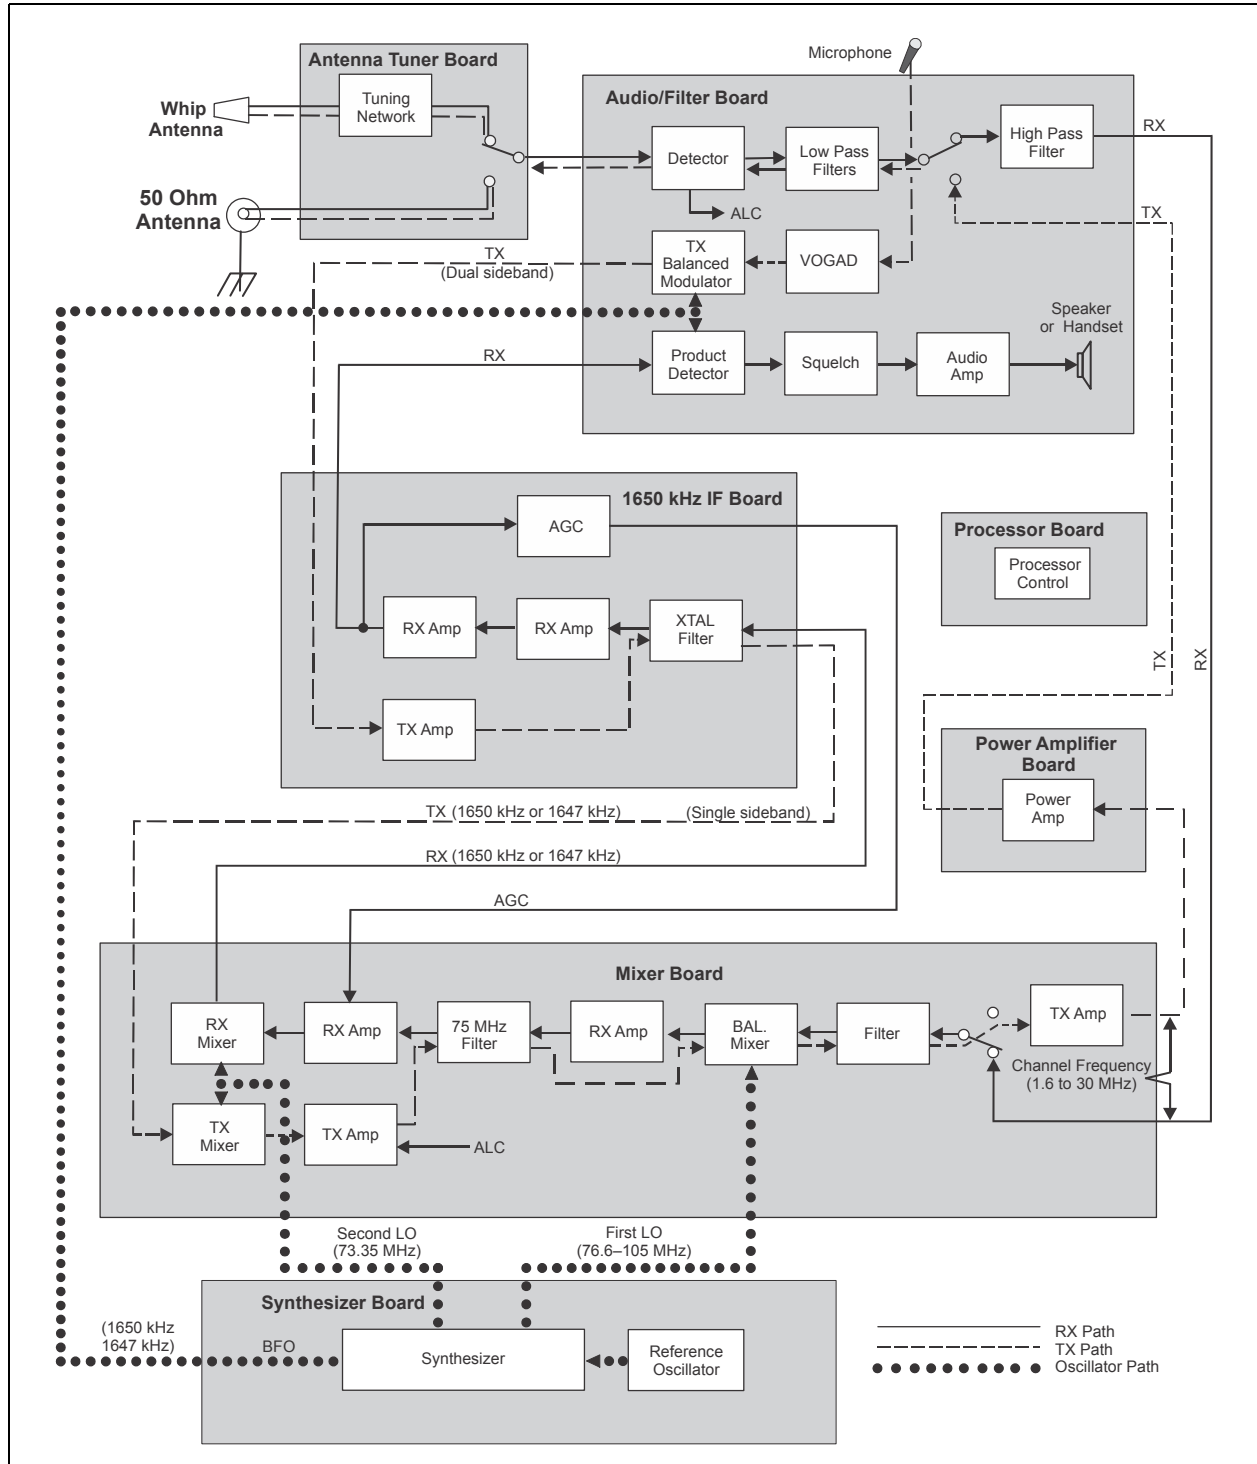 Microphone
Antenna Tuner Board
Tuning
Network
Whip
Antenna
50 Ohm
Antenna
Audio/Filter Board
Detector
Low Pass
Filters
High Pass
Filter
RX
ALC
TX
TX
(Dual sideband)
TX
Balanced
Modulator
VOGAD
Speaker
or Handset
RX
Product
Detector
Squelch
Audio
Amp
1650 kHz IF Board
AGC
RX Amp
RX Amp
XTAL
Filter
TX Amp
Processor Board
Processor
Control
TX
RX
Power Amplifier
Board
Power
Amp
TX (1650 kHz or 1647 kHz)
(Single sideband)
RX (1650 kHz or 1647 kHz)
AGC
Mixer Board
RX
Mixer
RX Amp
75 MHz
Filter
RX Amp
BAL.
Mixer
Filter
TX Amp
Channel Frequency
(1.6 to 30 MHz)
TX
Mixer
TX Amp
ALC
Second LO
(73.35 MHz)
First LO
(76.6–105 MHz)
Synthesizer Board
(1650 kHz
1647 kHz)
BFO
Synthesizer
Reference
Oscillator
RX Path
TX Path
Oscillator Path